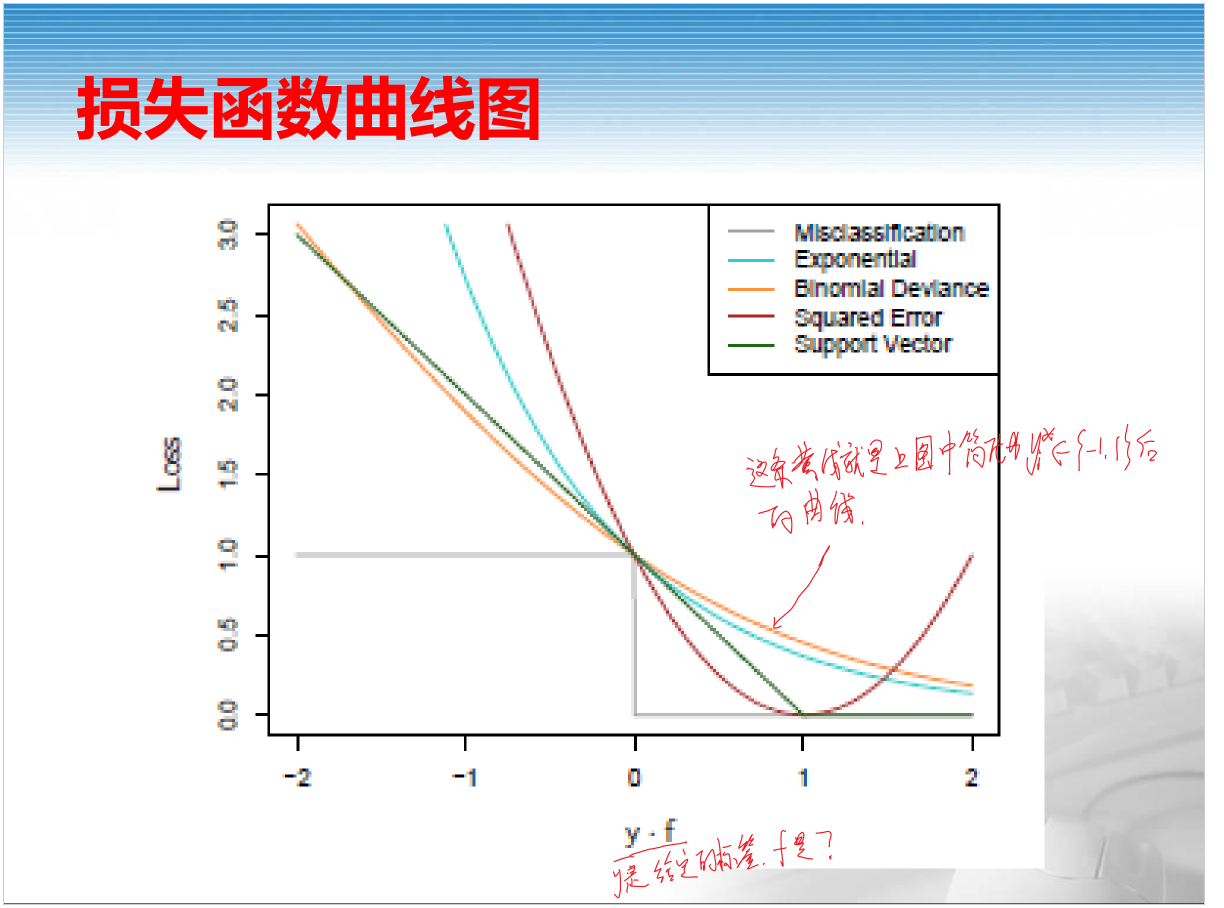 损失函数曲线图
3.0
2.5
2.0
1.5
1.0
0.5
0.0
Loss
Misclassification
Exponential
Binomial Deviance
Squared Error
Support Vector
这条黄线就是上图中简化为y*∈{-1,1}后
的曲线.
-2
-1
0
1
2
y · f
y是给定的标签. f是?